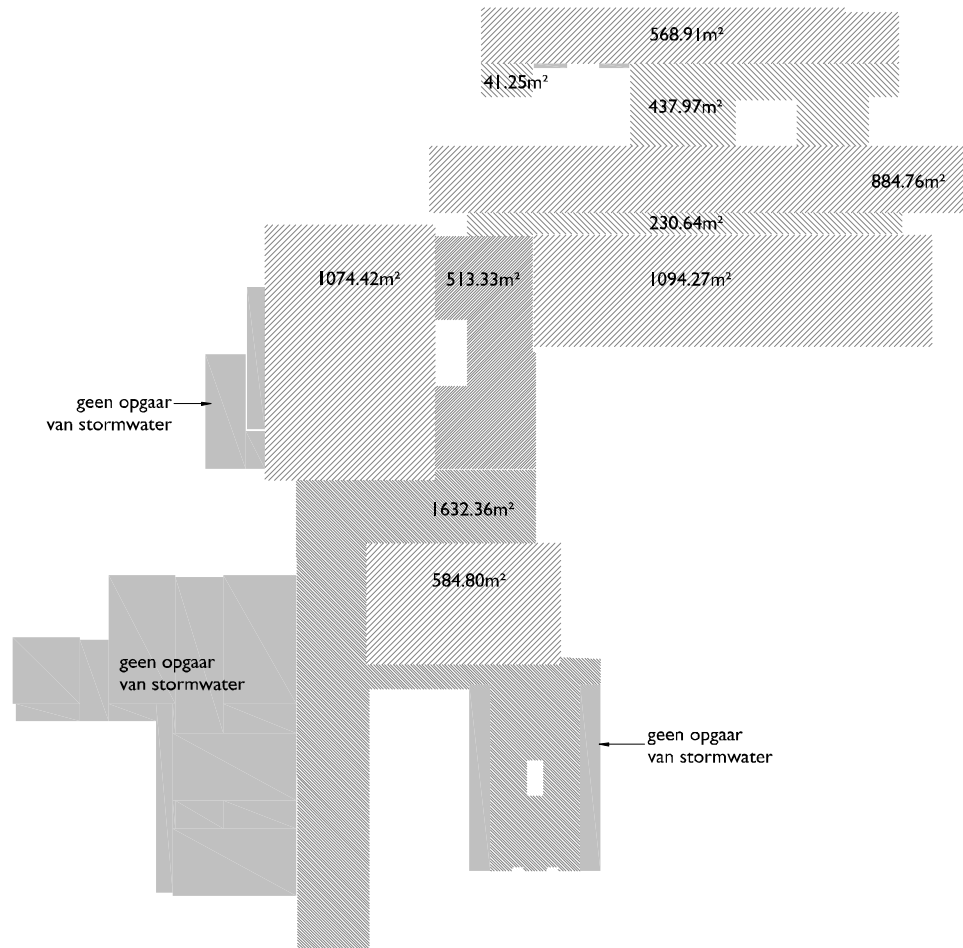 568.91m²
41.25m²
437.97m²
884.76m²
230.64m²
1074.42m²
513.33m²
1094.27m²
geen opgaar
van stormwater
1632.36m²
584.80m²
geen opgaar
van stormwater
geen opgaar
van stormwater